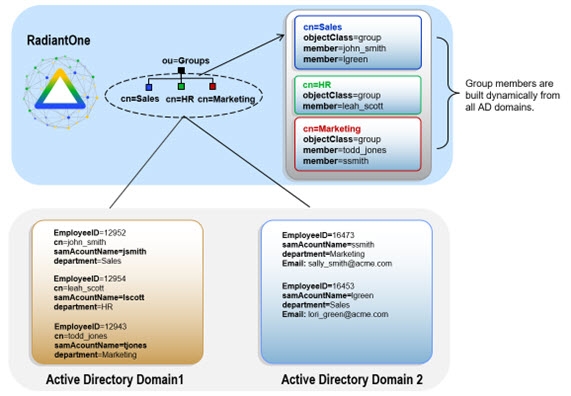 RadiantOne
ou=Groups
cn=Sales
cn=HR
cn=Marketing
cn=Sales
objectClass=group
member=john_smith
member=lgreen
cn=HR
objectClass=group
member=leah_scott
cn=Marketing
objectClass=group
member=todd_jones
member=ssmith
Group members are
built dynamically from
all AD domains.
EmployeeID=12952
cn=john_smith
samAcountName=jsmith
department=Sales
EmployeeID=12954
cn=leah_scott
samAcountName=lscott
department=HR
EmployeeID=12943
cn=todd_jones
samAcountName=tjones
department=Marketing
Active Directory Domain1
EmployeeID=16473
samAcountName=ssmith
department=Marketing
Email: sally_smith@acme.com
EmployeeID=16453
samAcountName=lgreen
department=Sales
Email: lori_green@acme.com
Active Directory Domain 2